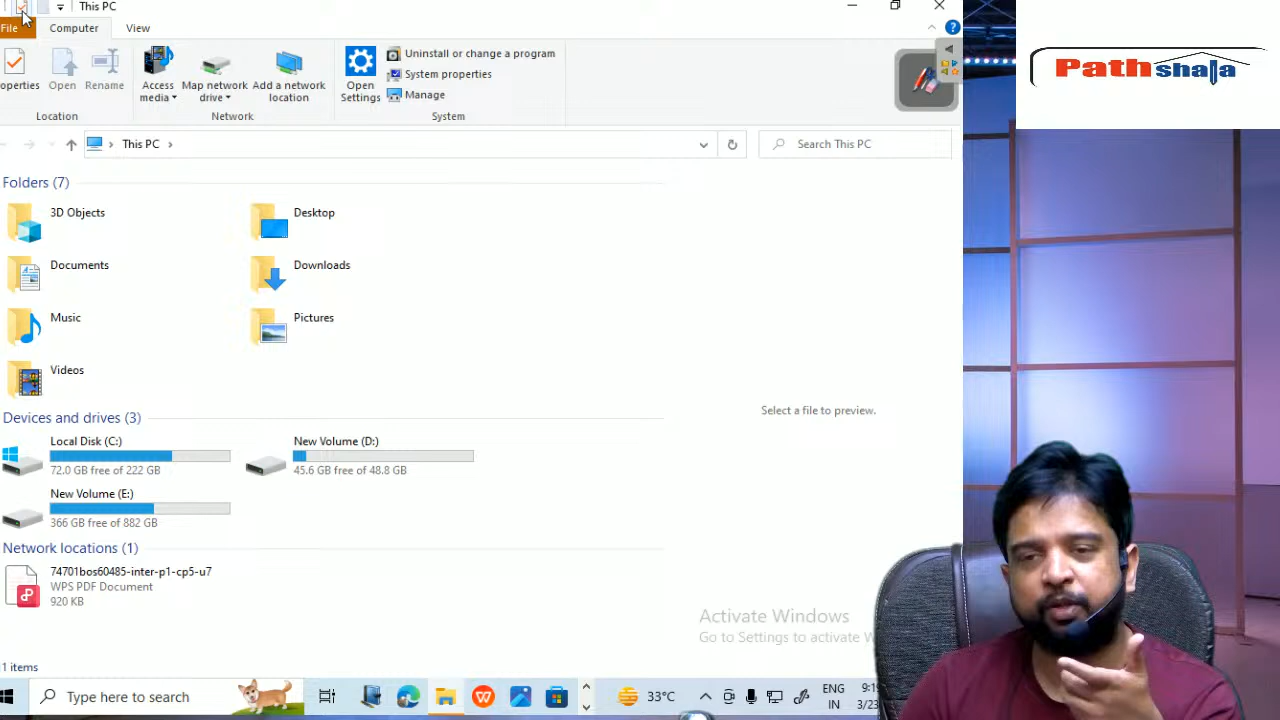 This PC
File
Computer
View
operties
Open
Rename
Location
Access media
Map network drive
Add a network location
Network
Open Settings
Uninstall or change a program
System properties
Manage
System
This PC
Search This PC
Folders (7)
3D Objects
Desktop
Documents
Downloads
Music
Pictures
Videos
Devices and drives (3)
Local Disk (C:)
72.0 GB free of 222 GB
New Volume (D:)
45.6 GB free of 48.8 GB
New Volume (E:)
366 GB free of 882 GB
Network locations (1)
74701bos60485-inter-p1-cp5-u7
WPS PDF Document
920 KB
Select a file to preview.
Activate Windows
Go to Settings to activate W
1 items
Type here to search
33°C
ENG
IN
9:19
3/23
Pathshala